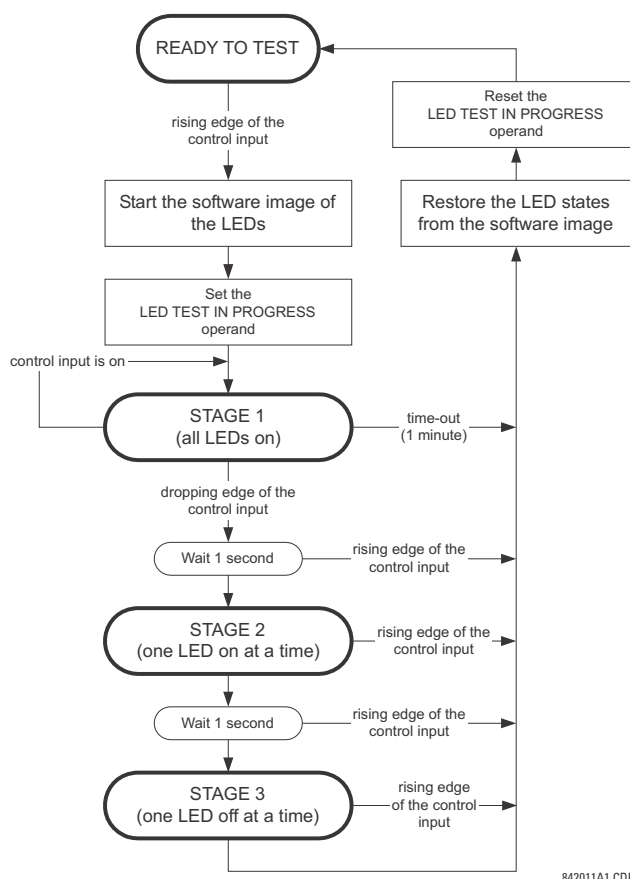 READY TO TEST
rising edge of the
control input
Start the software image of
the LEDs
Set the
LED TEST IN PROGRESS
operand
control input is on
STAGE 1
(all LEDs on)
time-out
(1 minute)
dropping edge of the
control input
Wait 1 second
rising edge of the
control input
STAGE 2
(one LED on at a time)
rising edge of the
control input
Wait 1 second
rising edge of the
control input
STAGE 3
(one LED off at a time)
rising edge
of the control
input
Reset the
LED TEST IN PROGRESS
operand
Restore the LED states
from the software image